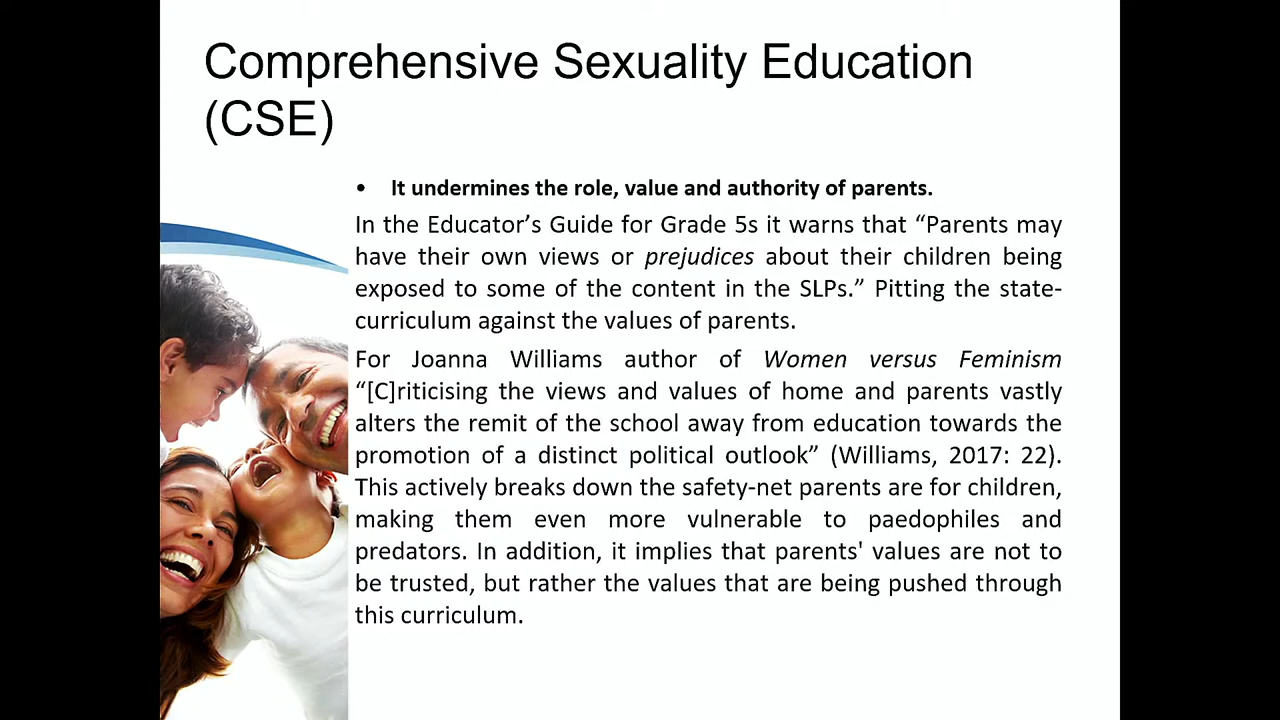 Comprehensive Sexuality Education
(CSE)
• It undermines the role, value and authority of parents.
In the Educator’s Guide for Grade 5s it warns that “Parents may
have their own views or prejudices about their children being
exposed to some of the content in the SLPs.” Pitting the state-
curriculum against the values of parents.
For Joanna Williams author of Women versus Feminism
“[C]riticising the views and values of home and parents vastly
alters the remit of the school away from education towards the
promotion of a distinct political outlook” (Williams, 2017: 22).
This actively breaks down the safety-net parents are for children,
making them even more vulnerable to paedophiles and
predators. In addition, it implies that parents' values are not to
be trusted, but rather the values that are being pushed through
this curriculum.